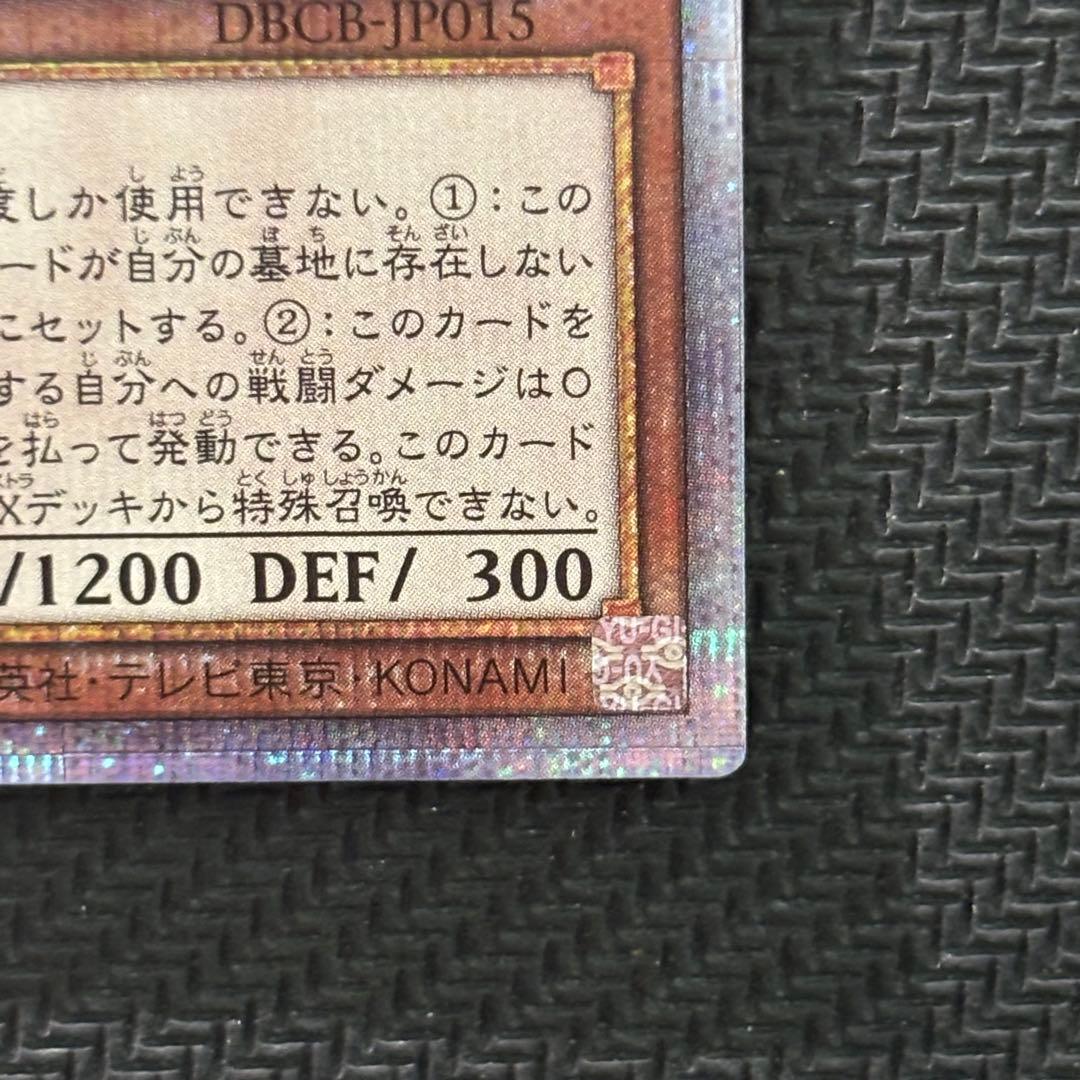 DBCB-JP015
度しか使用できない。①：この
ードが自分の墓地に存在しない
にセットする。②：このカードを
する自分への戦闘ダメージは０
を払って発動できる。このカード
Xデッキから特殊召喚できない。
/1200 DEF/ 300
英社・テレビ東京・KONAMI
YU-GI